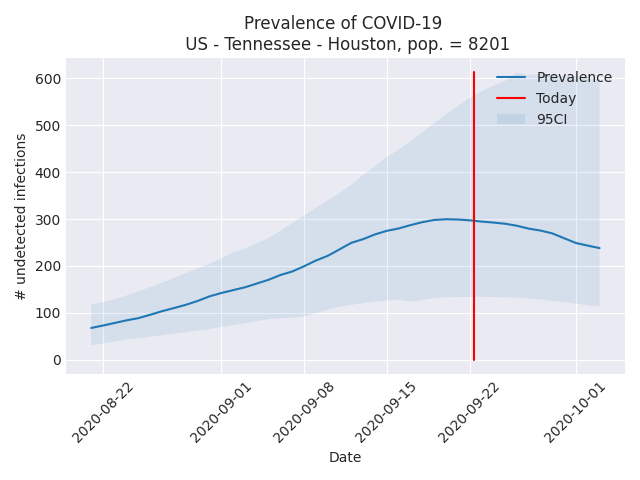 Prevalence of COVID-19
US - Tennessee - Houston, pop. = 8201
Prevalence
Today
95CI
# undetected infections
600
500
400
300
200
100
0
2020-08-22
2020-09-01
2020-09-08
2020-09-15
2020-09-22
2020-10-01
Date